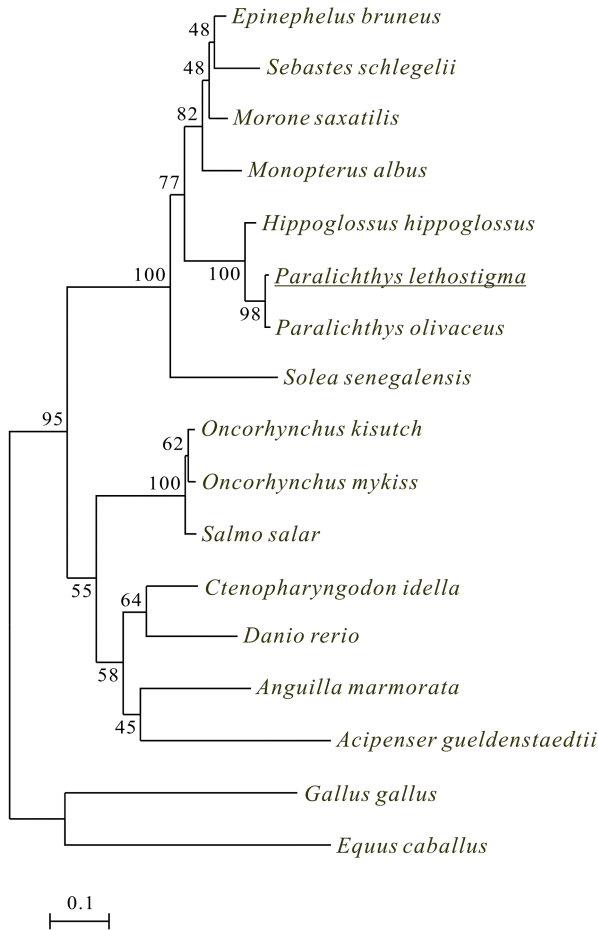 Epinephelus bruneus
48
Sebastes schlegelii
48
Morone saxatilis
82
Monopterus albus
77
Hippoglossus hippoglossus
100
100
Paralichthys lethostigma
98
Paralichthys olivaceus
Solea senegalensis
95
Oncorhynchus kisutch
62
Oncorhynchus mykiss
100
Salmo salar
55
Ctenopharyngodon idella
64
Danio rerio
58
Anguilla marmorata
45
Acipenser gueldenstaedtii
Gallus gallus
Equus caballus
0.1